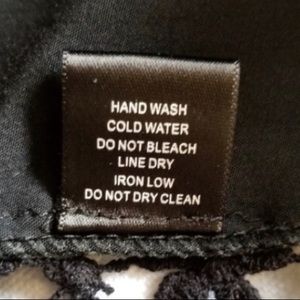 HAND WASH
COLD WATER
DO NOT BLEACH
LINE DRY
IRON LOW
DO NOT DRY CLEAN